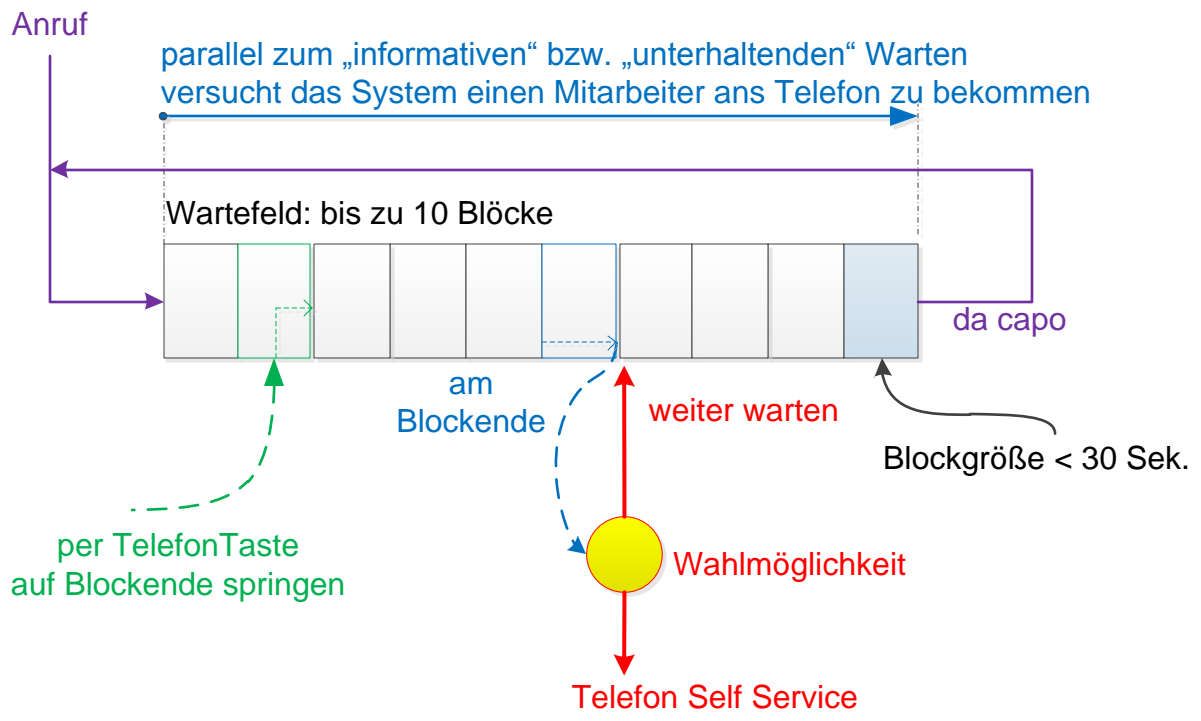 Anruf
parallel zum „informativen“ bzw. „unterhaltenden“ Warten
versucht das System einen Mitarbeiter ans Telefon zu bekommen
Wartefeld: bis zu 10 Blöcke
da capo
am
Blockende
weiter warten
Blockgröße < 30 Sek.
per TelefonTaste
auf Blockende springen
Wahlmöglichkeit
Telefon Self Service